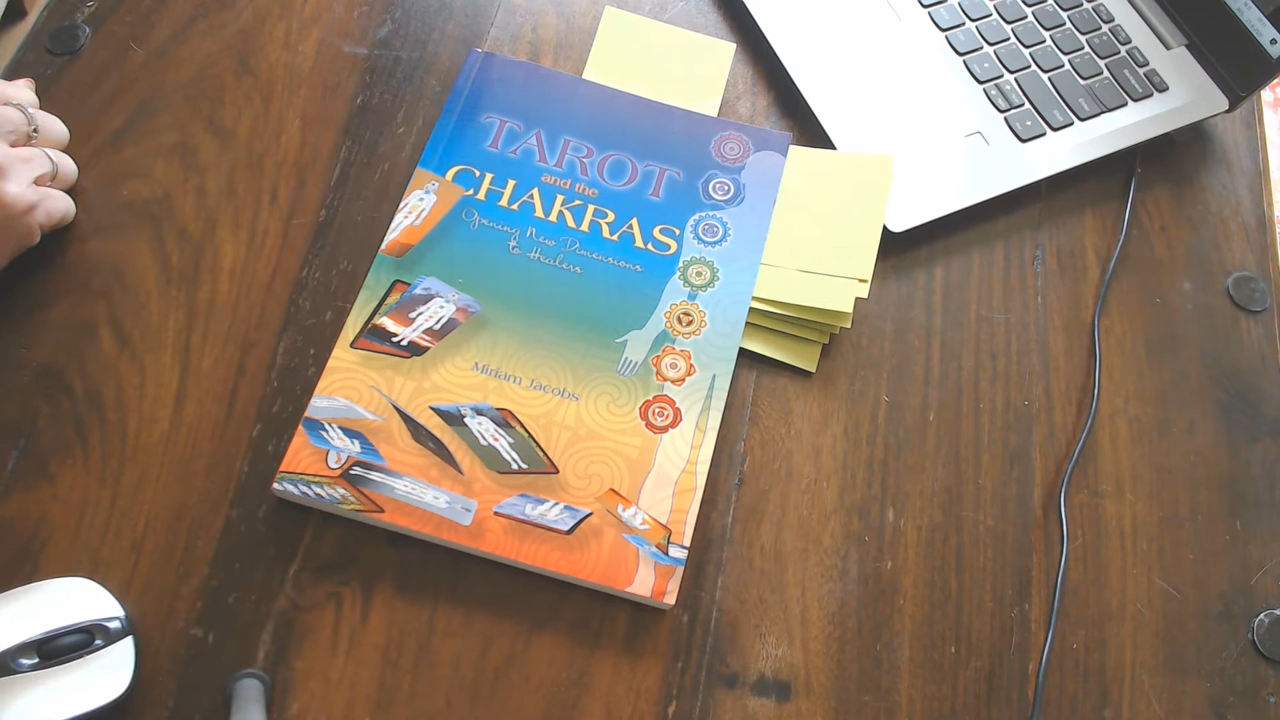 TAROT
and the
CHAKRAS
Opening New Dimensions
to Healers
Miriam Jacobs